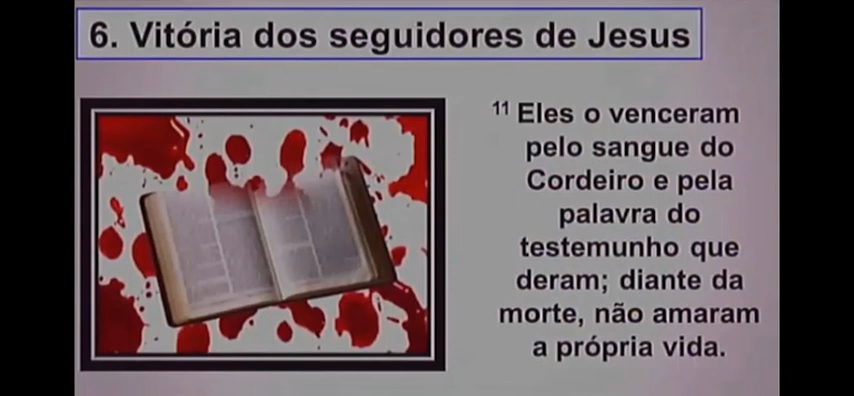 6. Vitória dos seguidores de Jesus
11 Eles o venceram
pelo sangue do
Cordeiro e pela
palavra do
testemunho que
deram; diante da
morte, não amaram
a própria vida.